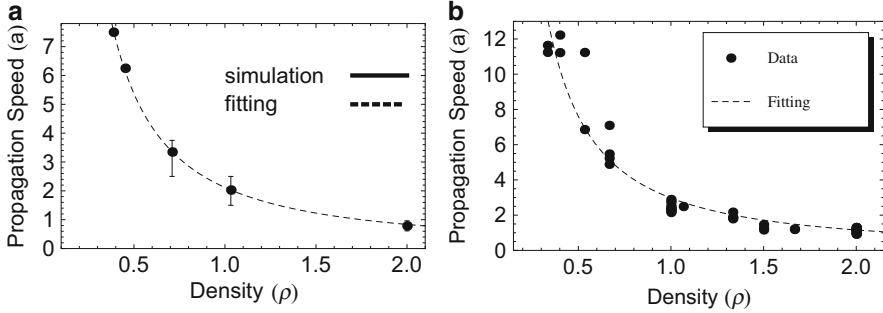 a
Propagation Speed (a)
7
6
5
4
3
2
1
0
simulation
fitting
0.5 1.0 1.5 2.0
Density (ρ)
b
Propagation Speed (a)
12
10
8
6
4
2
0
Data
Fitting
0.5 1.0 1.5 2.0
Density (ρ)